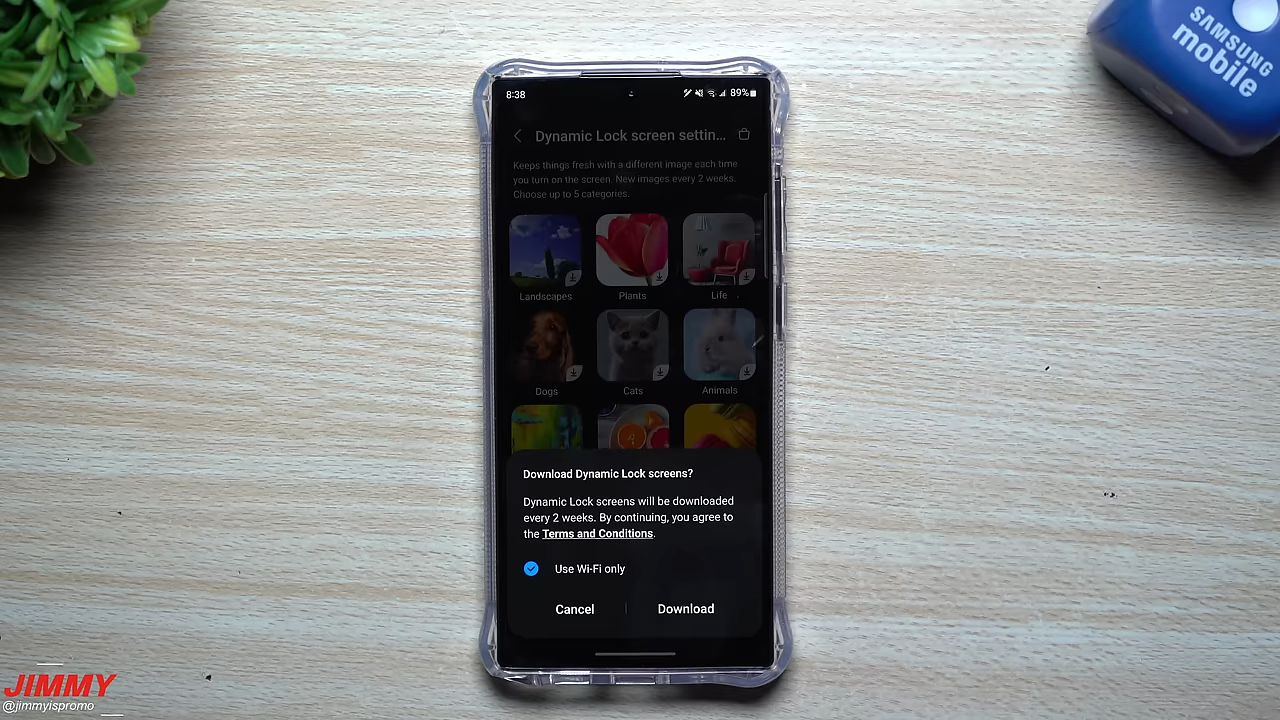 SAMSUNG
mobile
8:38
89%
Dynamic Lock screen settin...
Keeps things fresh with a different image each time
you turn on the screen. New images every 2 weeks.
Choose up to 5 categories.
Landscapes Plants Life
Dogs Cats Animals
Download Dynamic Lock screens?
Dynamic Lock screens will be downloaded
every 2 weeks. By continuing, you agree to
the Terms and Conditions.
Use Wi-Fi only
Cancel Download
JIMMY
@jimmyispromo